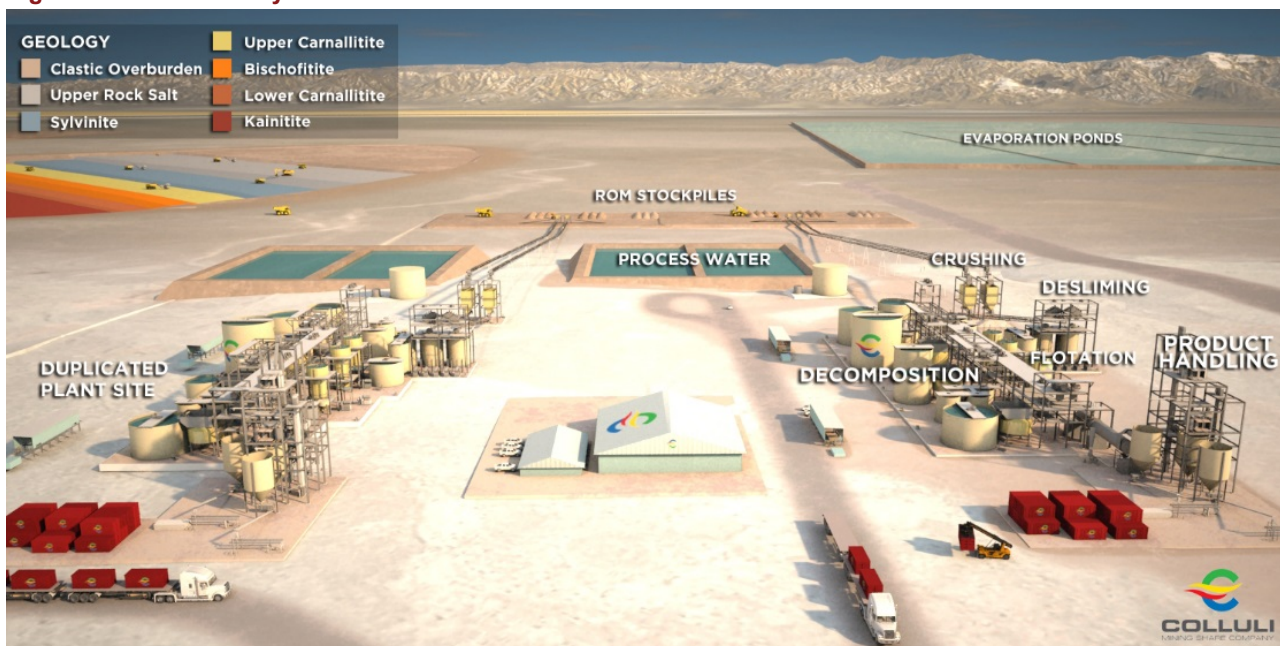 GEOLOGY
Clastic Overburden
Upper Rock Salt
Sylvinite
Upper Carnallitite
Bischofitite
Lower Carnallitite
Kainitite
EVAPORATION PONDS
ROM STOCKPILES
PROCESS WATER
CRUSHING
DESLIMING
FLOTATION
PRODUCT
HANDLING
DECOMPOSITION
DUPLICATED
PLANT SITE
COLLULI
MINING SHARE COMPANY